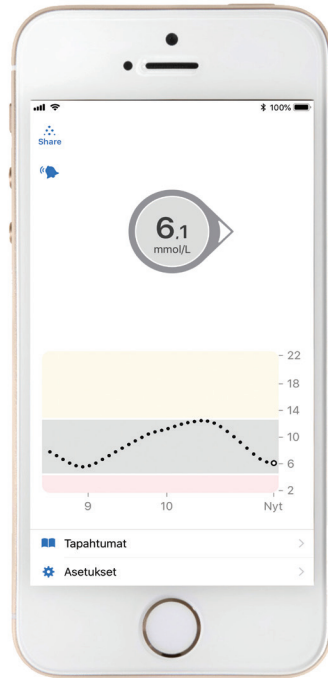 100%
Share
6,1
mmol/L
22
18
14
10
6
2
9 10 Nyt
Tapahtumat
Asetukset